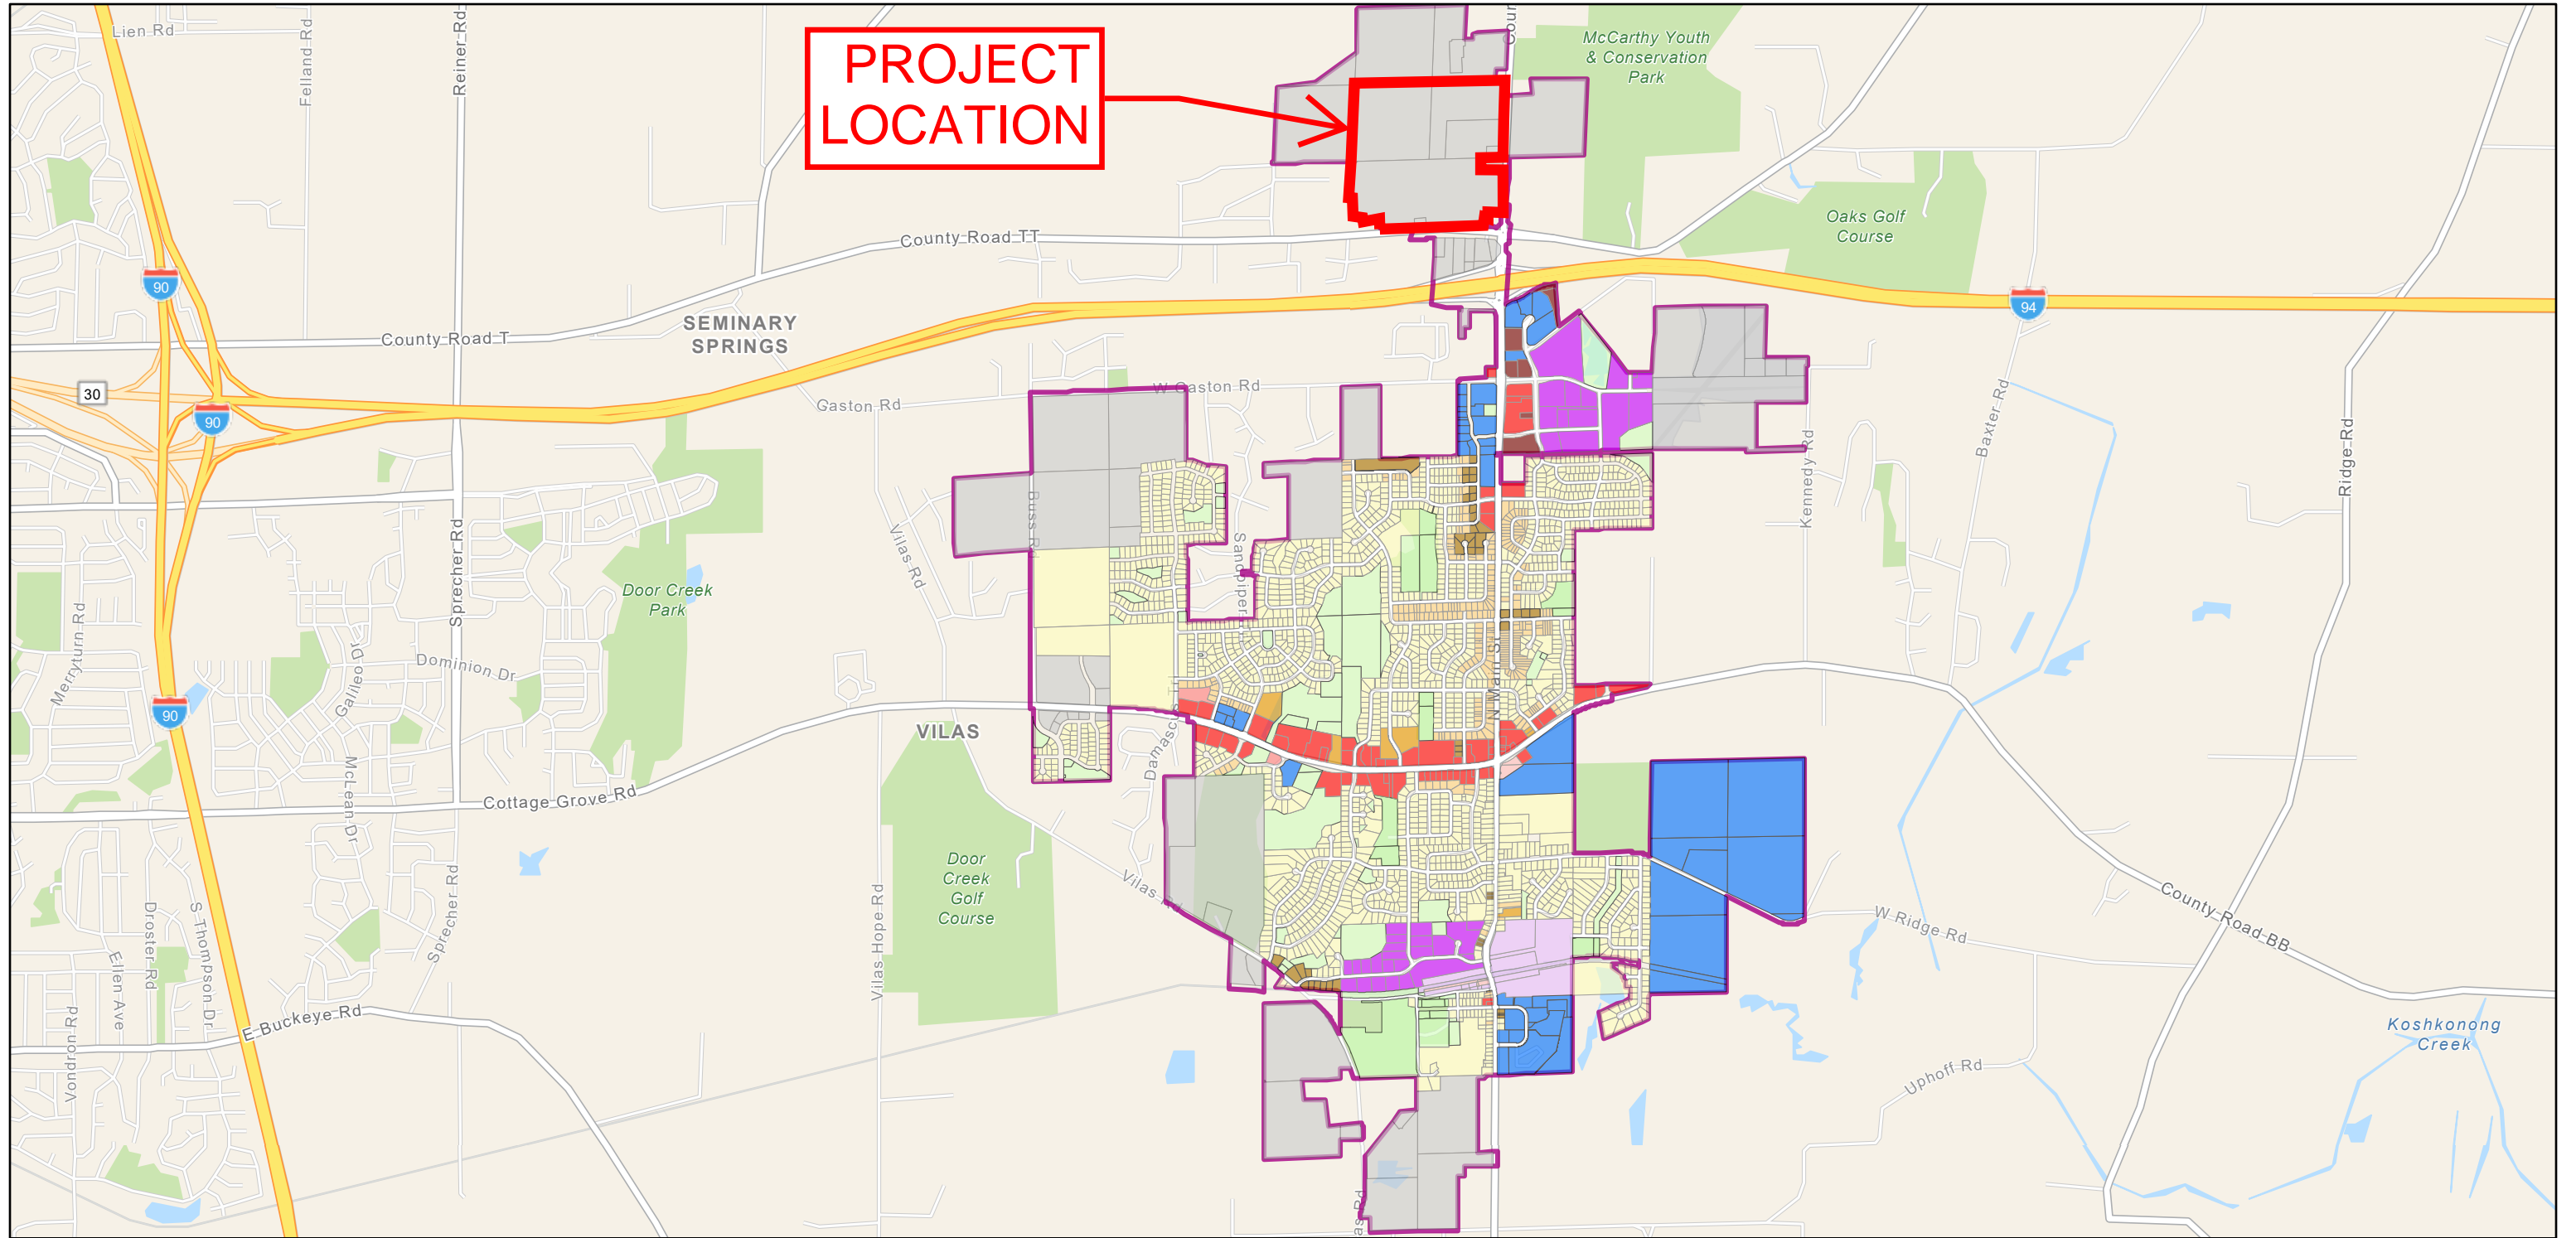 Lien Rd
Felland Rd
Reiner Rd
PROJECT
LOCATION
McCarthy Youth
& Conservation
Park
Oaks Golf
Course
County Road TT
90
94
SEMINARY
SPRINGS
County Road T
30
90
Gaston Rd
W Gaston Rd
Buss Rd
Vilas Rd
Sandpiper
Kennedy Rd
Baxter Rd
Ridge Rd
Sprecher Rd
Door Creek
Park
Merryturn Rd
Galileo Dr
Dominion Dr
90
VILAS
N Main St
Damascus
McLean Dr
Cottage Grove Rd
Door
Creek
Golf
Course
Vilas Rd
Vilas Hope Rd
Sprecher Rd
Droster Rd
S Thompson Dr
Ellen Ave
Vondron Rd
E Buckeye Rd
W Ridge Rd
County Road BB
Koshkonong
Creek
Uphoff Rd